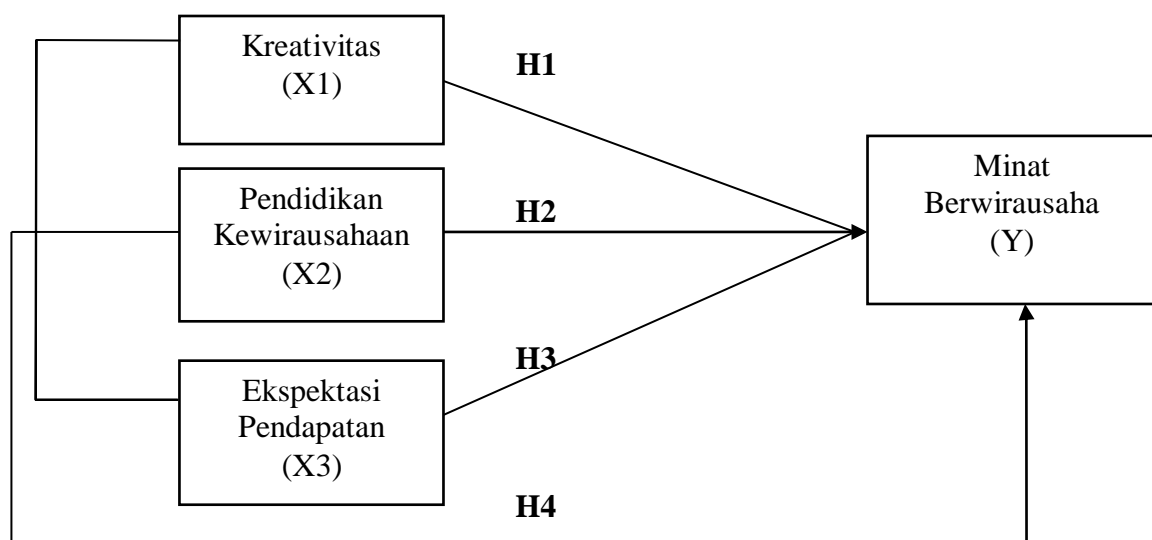 Kreativitas
(X1)
H1
Pendidikan
Kewirausahaan
(X2)
H2
Ekspektasi
Pendapatan
(X3)
H3
H4
Minat
Berwirausaha
(Y)